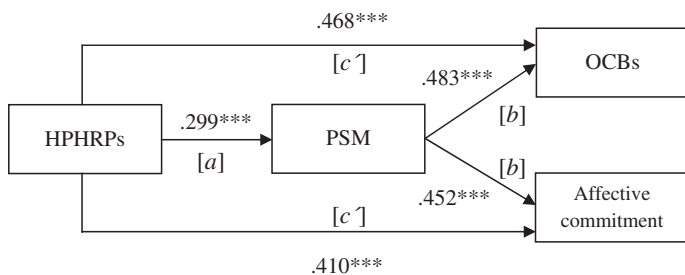 .468***
[c´]
OCBs
.483***
[b]
HPHRPs
.299***
[a]
PSM
[b]
.452***
Affective
commitment
[c´]
.410***